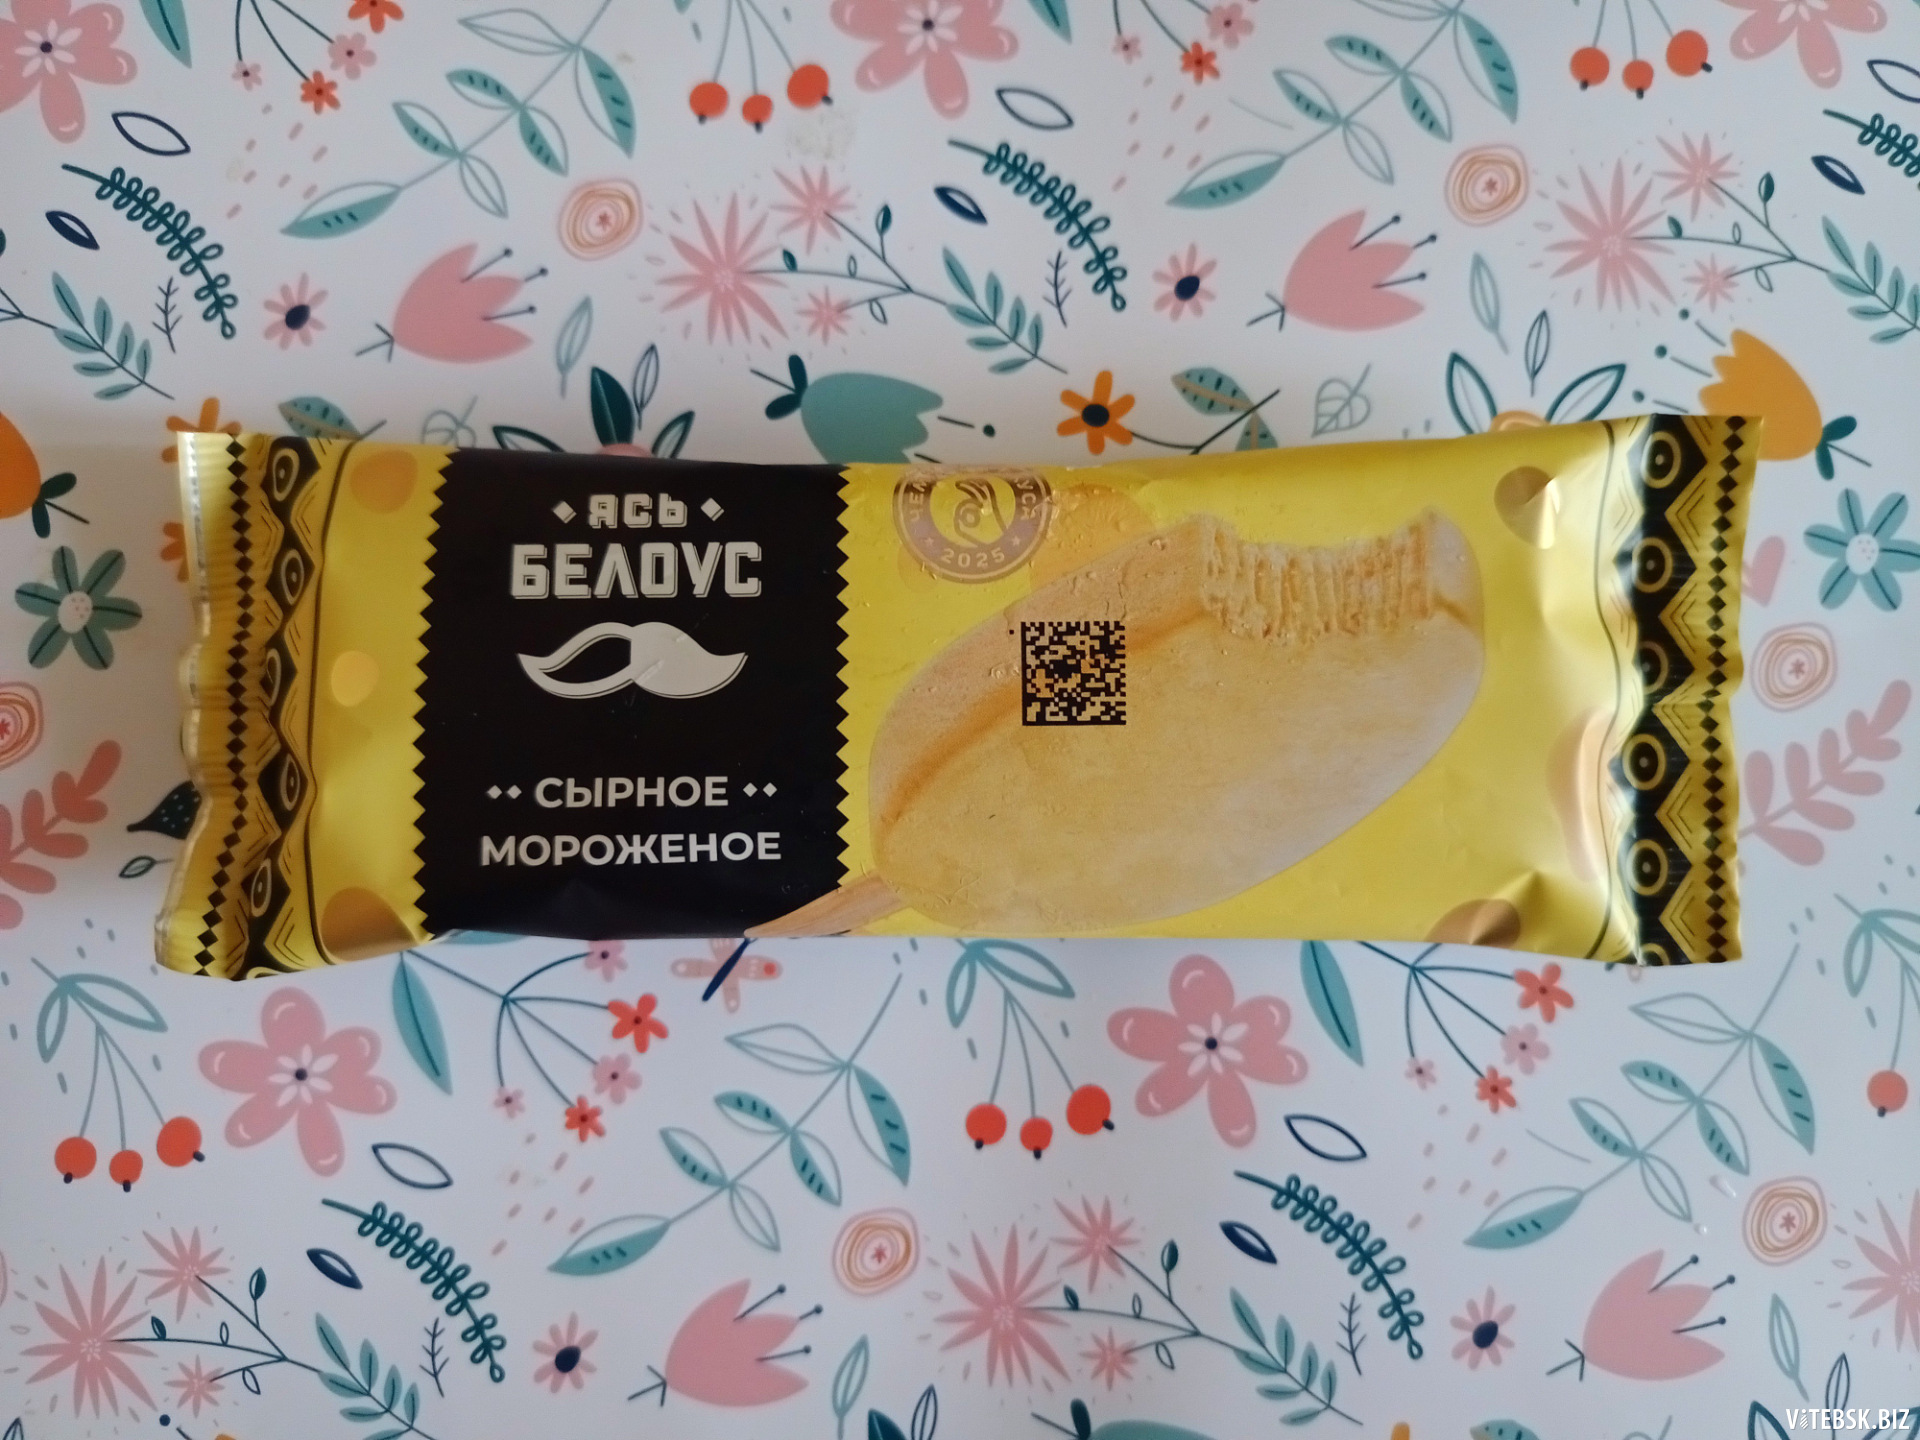 ЯСЬ
БЕЛОУС
СЫРНОЕ
МОРОЖЕНОЕ
2025
ViTEBSK.BIZ